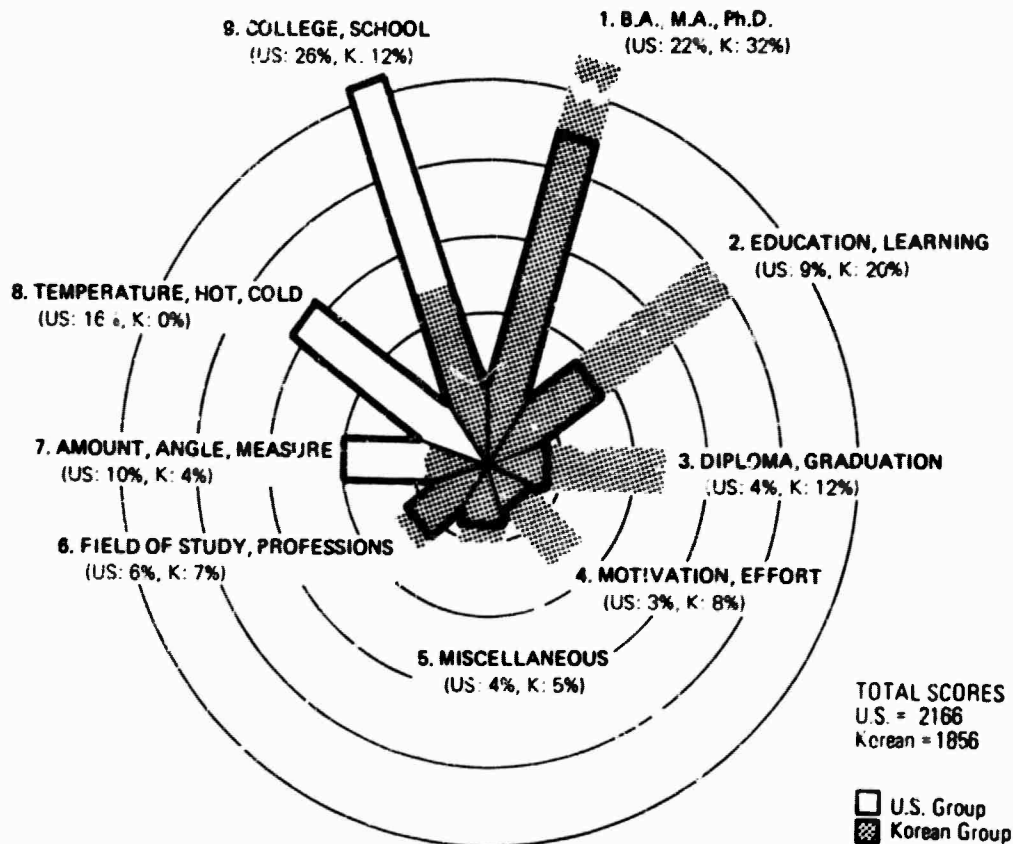 9. COLLEGE, SCHOOL
(US: 26%, K. 12%)
1. B.A., M.A., Ph.D.
(US: 22%, K: 32%)
2. EDUCATION, LEARNING
(US: 9%, K: 20%)
8. TEMPERATURE, HOT, COLD
(US: 16%, K: 0%)
7. AMOUNT, ANGLE, MEASURE
(US: 10%, K: 4%)
3. DIPLOMA, GRADUATION
(US: 4%, K: 12%)
6. FIELD OF STUDY, PROFESSIONS
(US: 6%, K: 7%)
4. MOTIVATION, EFFORT
(US: 3%, K: 8%)
5. MISCELLANEOUS
(US: 4%, K: 5%)
TOTAL SCORES
U.S. = 2166
Korean = 1856
U.S. Group
Korean Group